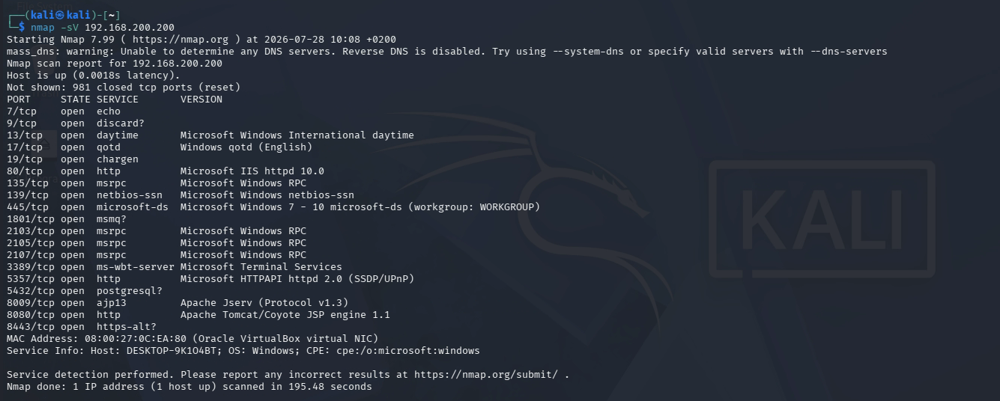 ┌──(kali㉿kali)-[~]
└─$ nmap -sV 192.168.200.200
Starting Nmap 7.99 ( https://nmap.org ) at 2026-07-28 10:08 +0200
mass_dns: warning: Unable to determine any DNS servers. Reverse DNS is disabled. Try using --system-dns or specify valid servers with --dns-servers
Nmap scan report for 192.168.200.200
Host is up (0.0018s latency).
Not shown: 981 closed tcp ports (reset)
PORT     STATE SERVICE       VERSION
7/tcp    open  echo
9/tcp    open  discard?
13/tcp   open  daytime       Microsoft Windows International daytime
17/tcp   open  qotd          Windows qotd (English)
19/tcp   open  chargen
80/tcp   open  http          Microsoft IIS httpd 10.0
135/tcp  open  msrpc         Microsoft Windows RPC
139/tcp  open  netbios-ssn   Microsoft Windows netbios-ssn
445/tcp  open  microsoft-ds  Microsoft Windows 7 - 10 microsoft-ds (workgroup: WORKGROUP)
1801/tcp open  msmq?
2103/tcp open  msrpc         Microsoft Windows RPC
2105/tcp open  msrpc         Microsoft Windows RPC
2107/tcp open  msrpc         Microsoft Windows RPC
3389/tcp open  ms-wbt-server Microsoft Terminal Services
5357/tcp open  http          Microsoft HTTPAPI httpd 2.0 (SSDP/UPnP)
5432/tcp open  postgresql?
8009/tcp open  ajp13         Apache Jserv (Protocol v1.3)
8080/tcp open  http          Apache Tomcat/Coyote JSP engine 1.1
8443/tcp open  https-alt?
MAC Address: 08:00:27:0C:EA:80 (Oracle VirtualBox virtual NIC)
Service Info: Host: DESKTOP-9K1O4BT; OS: Windows; CPE: cpe:/o:microsoft:windows

Service detection performed. Please report any incorrect results at https://nmap.org/submit/ .
Nmap done: 1 IP address (1 host up) scanned in 195.48 seconds
KALI